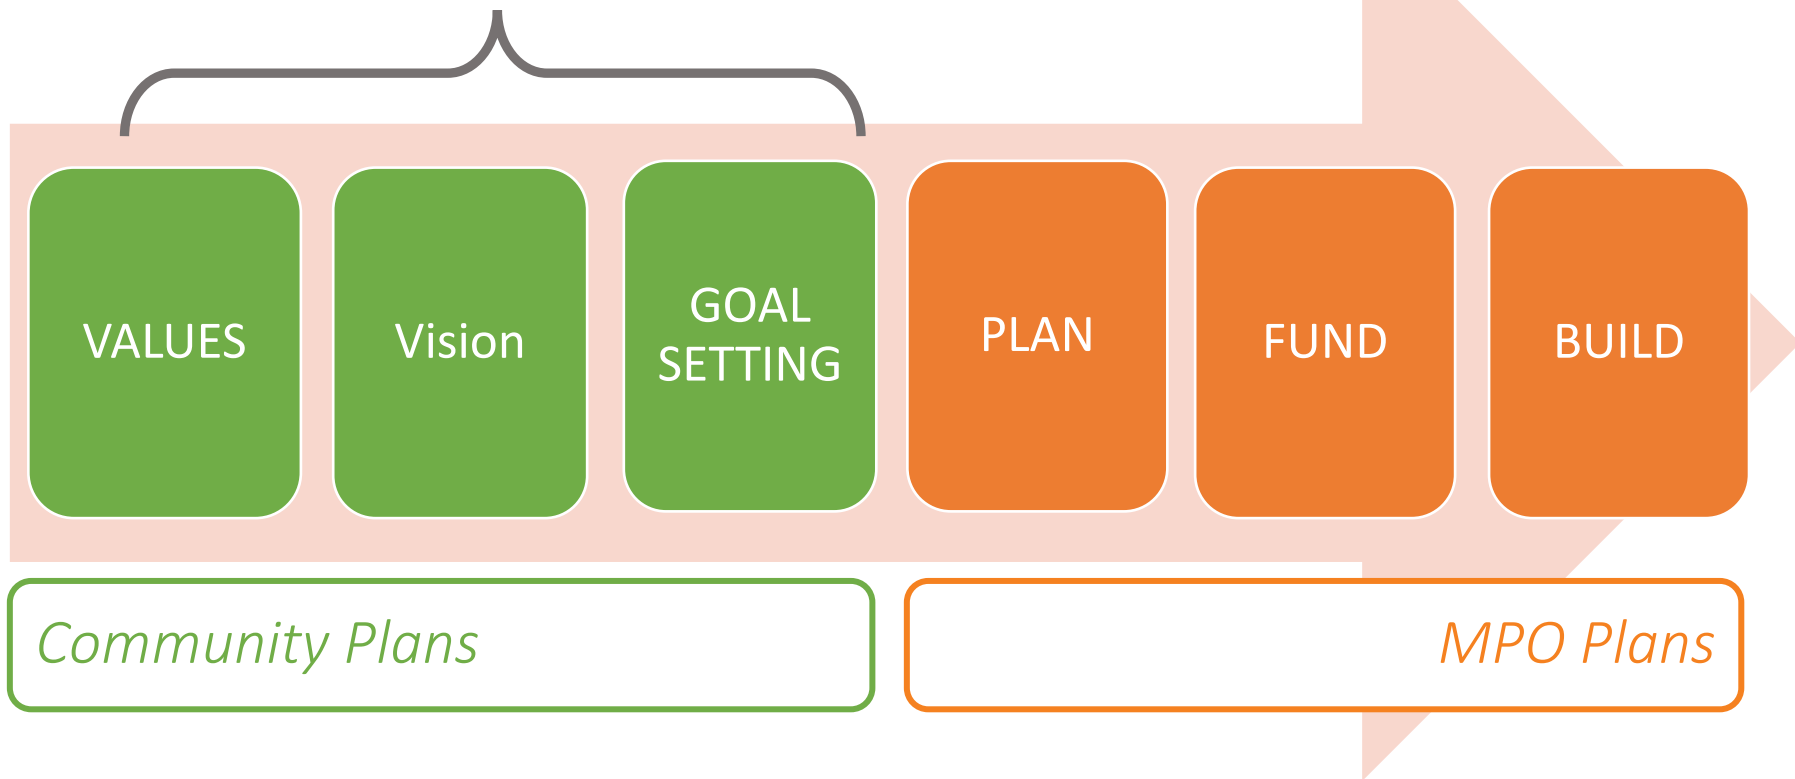 VALUES
Vision
GOAL
SETTING
PLAN
FUND
BUILD
Community Plans
MPO Plans